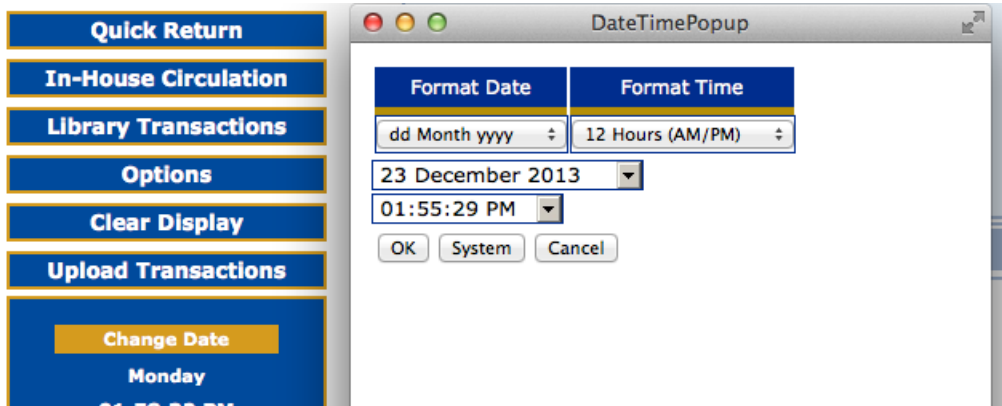 Quick Return
In-House Circulation
Library Transactions
Options
Clear Display
Upload Transactions
Change Date
Monday
DateTimePopup
Format Date
Format Time
dd Month yyyy
12 Hours (AM/PM)
23 December 2013
01:55:29 PM
OK
System
Cancel